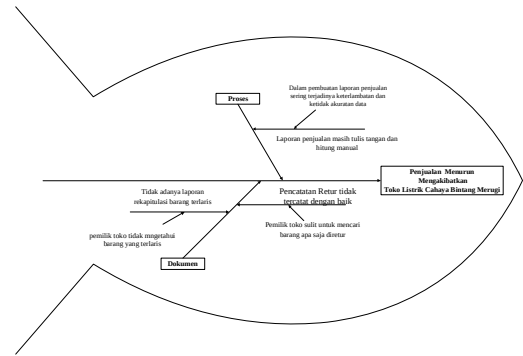 Dalam pembuatan laporan penjualan
sering terjadinya keterlambatan dan
ketidak akuratan data
Proses
Laporan penjualan masih tulis tangan dan
hitung manual
Penjualan Menurun
Mengakibatkan
Toko Listrik Cahaya Bintang Merugi
Tidak adanya laporan
rekapitulasi barang terlaris
Pencatatan Retur tidak
tercatat dengan baik
pemilik toko tidak mngetahui
barang yang terlaris
Pemilik toko sulit untuk mencari
barang apa saja diretur
Dokumen